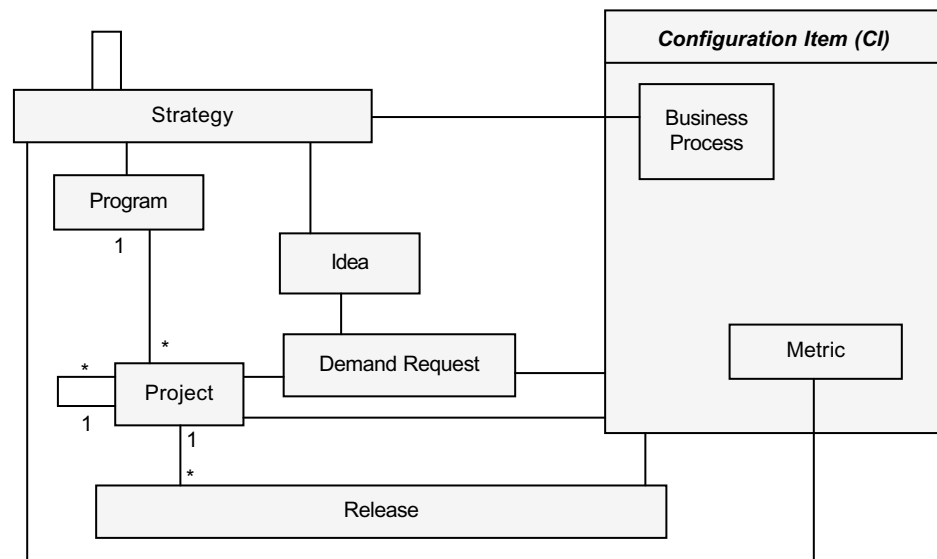 Configuration Item (CI)
Strategy
Business
Process
Program
1
Idea
*
*
Project
Demand Request
Metric
1
1
*
Release